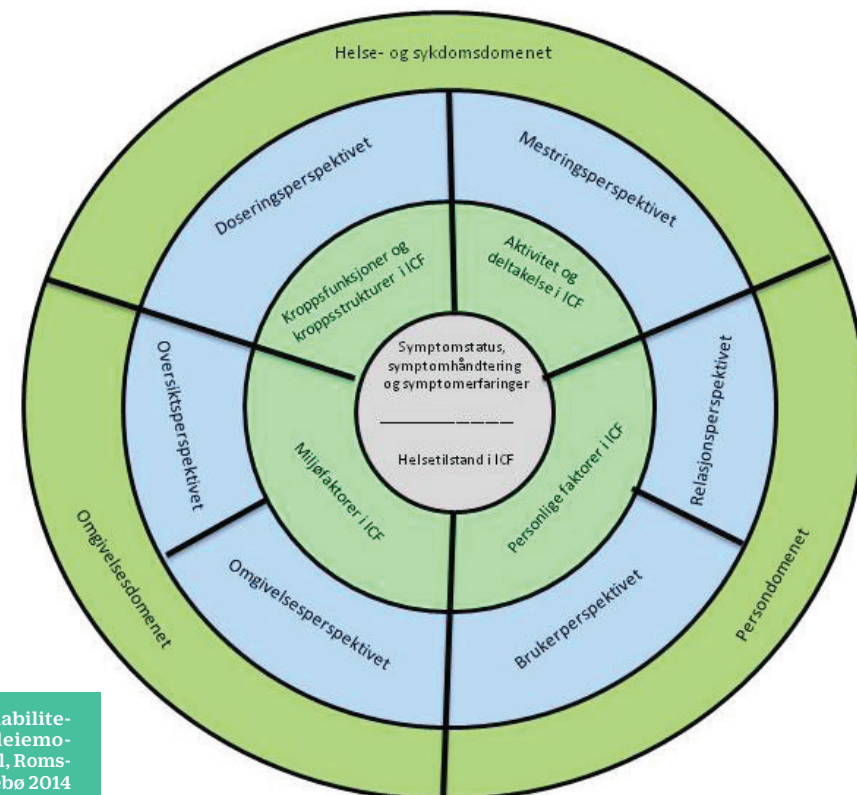 Helse- og sykdomsdomenet
Doseringsperspektivet
Mestringsperspektivet
Kroppsfunksjoner og
kroppsstrukturer i ICF
Aktivitet og
deltakelse i ICF
Symptomstatus,
symptomhåndtering
og symptomerfaringer
Helsetilstand i ICF
Oversiktsperspektivet
Relasjonsperspektivet
Miljøfaktorer i ICF
Personlige faktorer i ICF
Omgivelsesperspektivet
Brukerperspektivet
Omgivelsesdomenet
Persondomenet
abilite-
leiemo-
l, Roms-
ebø 2014